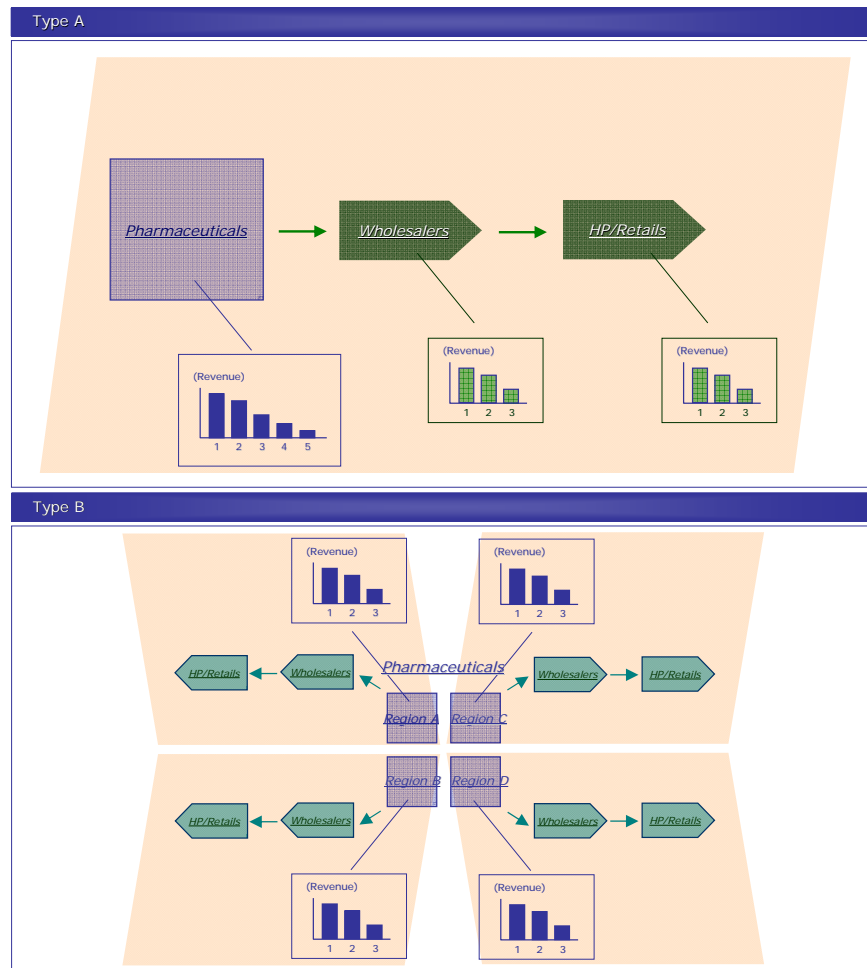 Type A
Pharmaceuticals
Wholesalers
HP/Retails
(Revenue)
1 2 3 4 5
(Revenue)
1 2 3
(Revenue)
1 2 3
Type B
(Revenue)
1 2 3
(Revenue)
1 2 3
Pharmaceuticals
HP/Retails
Wholesalers
Wholesalers
HP/Retails
Region A
Region C
Region B
Region D
HP/Retails
Wholesalers
Wholesalers
HP/Retails
(Revenue)
1 2 3
(Revenue)
1 2 3